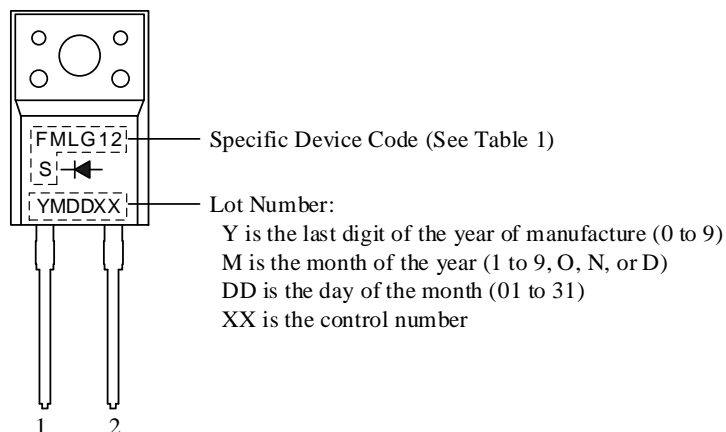 FMLG12
S
YMDDXX
Specific Device Code (See Table 1)
Lot Number:
Y is the last digit of the year of manufacture (0 to 9)
M is the month of the year (1 to 9, O, N, or D)
DD is the day of the month (01 to 31)
XX is the control number
1 2